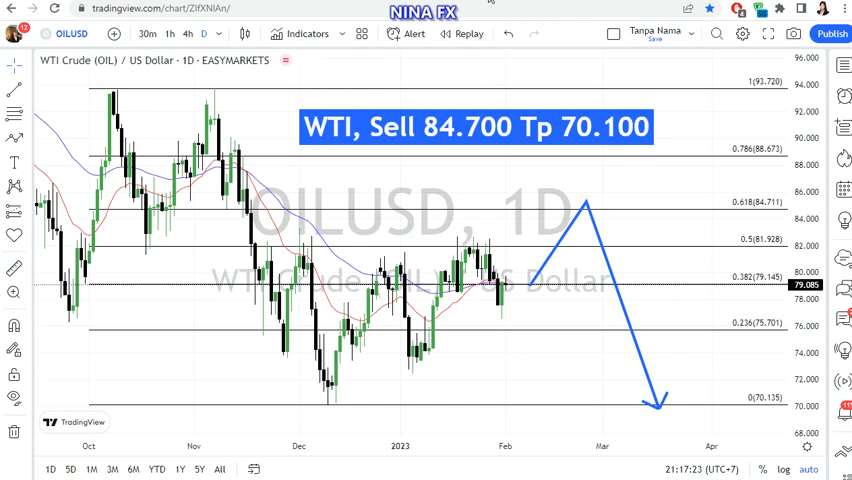 tradingview.com/chart/ZIfXNIAn/
NINA FX
12
OILUSD
30m 1h 4h D
Indicators
Alert
Replay
Tanpa Nama
Save
Publish
WTI Crude (OIL) / US Dollar · 1D · EASYMARKETS
WTI, Sell 84.700 Tp 70.100
OILUSD, 1D
WTI Crude Oil / US Dollar
1(93.720)
0.786(88.673)
0.618(84.711)
0.5(81.928)
0.382(79.145)
0.236(75.701)
0(70.135)
96.000
94.000
92.000
90.000
88.000
86.000
84.000
82.000
80.000
79.085
78.000
76.000
74.000
72.000
70.000
68.000
TradingView
Oct Nov Dec 2023 Feb Mar Apr
1D 5D 1M 3M 6M YTD 1Y 5Y All
21:17:23 (UTC+7) % log auto